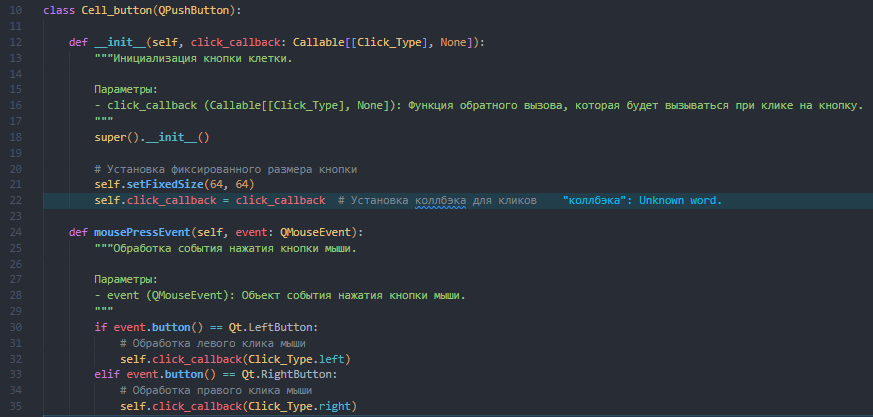 10 class Cell_button(QPushButton):
11
12 def __init__(self, click_callback: Callable[[Click_Type], None]):
13 """Инициализация кнопки клетки.
14
15 Параметры:
16 - click_callback (Callable[[Click_Type], None]): Функция обратного вызова, которая будет вызываться при клике на кнопку.
17 """
18 super().__init__()
19
20 # Установка фиксированного размера кнопки
21 self.setFixedSize(64, 64)
22 self.click_callback = click_callback # Установка коллбэка для кликов "коллбэка": Unknown word.
23
24 def mousePressEvent(self, event: QMouseEvent):
25 """Обработка события нажатия кнопки мыши.
26
27 Параметры:
28 - event (QMouseEvent): Объект события нажатия кнопки мыши.
29 """
30 if event.button() == Qt.LeftButton:
31 # Обработка левого клика мыши
32 self.click_callback(Click_Type.left)
33 elif event.button() == Qt.RightButton:
34 # Обработка правого клика мыши
35 self.click_callback(Click_Type.right)